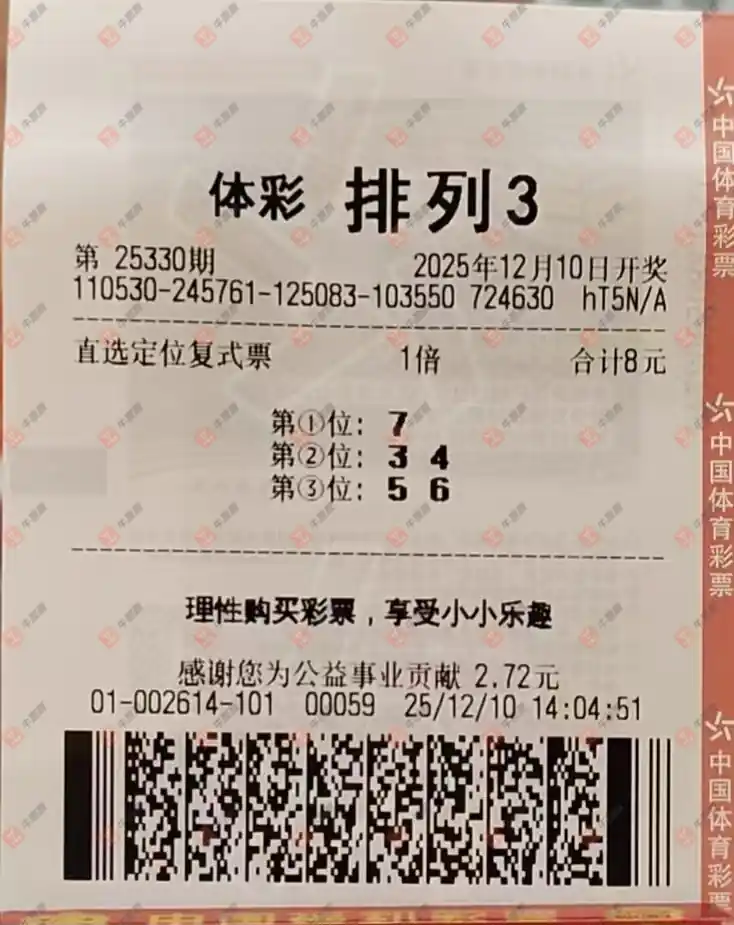 体彩 排列3
第 25330期 2025年12月10日开奖
110530-245761-125083-103550 724630 hT5N/A
直选定位复式票 1倍 合计8元
第①位: 7
第②位: 3 4
第③位: 5 6
理性购买彩票，享受小小乐趣
感谢您为公益事业贡献 2.72元
01-002614-101 00059 25/12/10 14:04:51
中国体育彩票
中国体育彩票
中国体育彩票